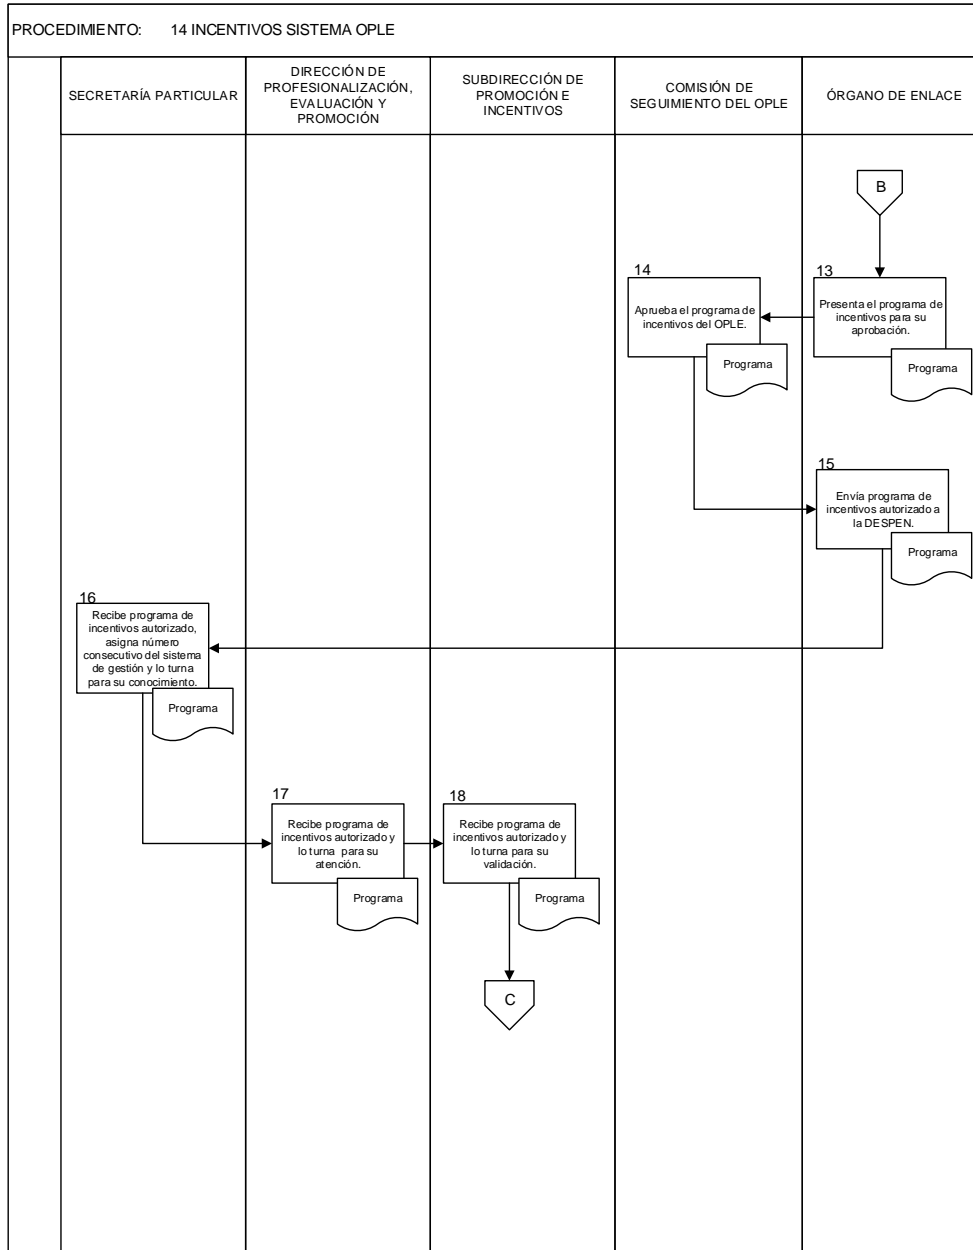 PROCEDIMIENTO: 14 INCENTIVOS SISTEMA OPLE
SECRETARÍA PARTICULAR
DIRECCIÓN DE
PROFESIONALIZACIÓN,
EVALUACIÓN Y
PROMOCIÓN
SUBDIRECCIÓN DE
PROMOCIÓN E
INCENTIVOS
COMISIÓN DE
SEGUIMIENTO DEL OPLE
ÓRGANO DE ENLACE
B
13
Presenta el programa de
incentivos para su
aprobación.
Programa
14
Aprueba el programa de
incentivos del OPLE.
Programa
15
Envía programa de
incentivos autorizado a
la DESPEN.
Programa
16
Recibe programa de
incentivos autorizado,
asigna número
consecutivo del sistema
de gestión y lo turna
para su conocimiento.
Programa
17
Recibe programa de
incentivos autorizado y
lo turna para su
atención.
Programa
18
Recibe programa de
incentivos autorizado y
lo turna para su
validación.
Programa
C